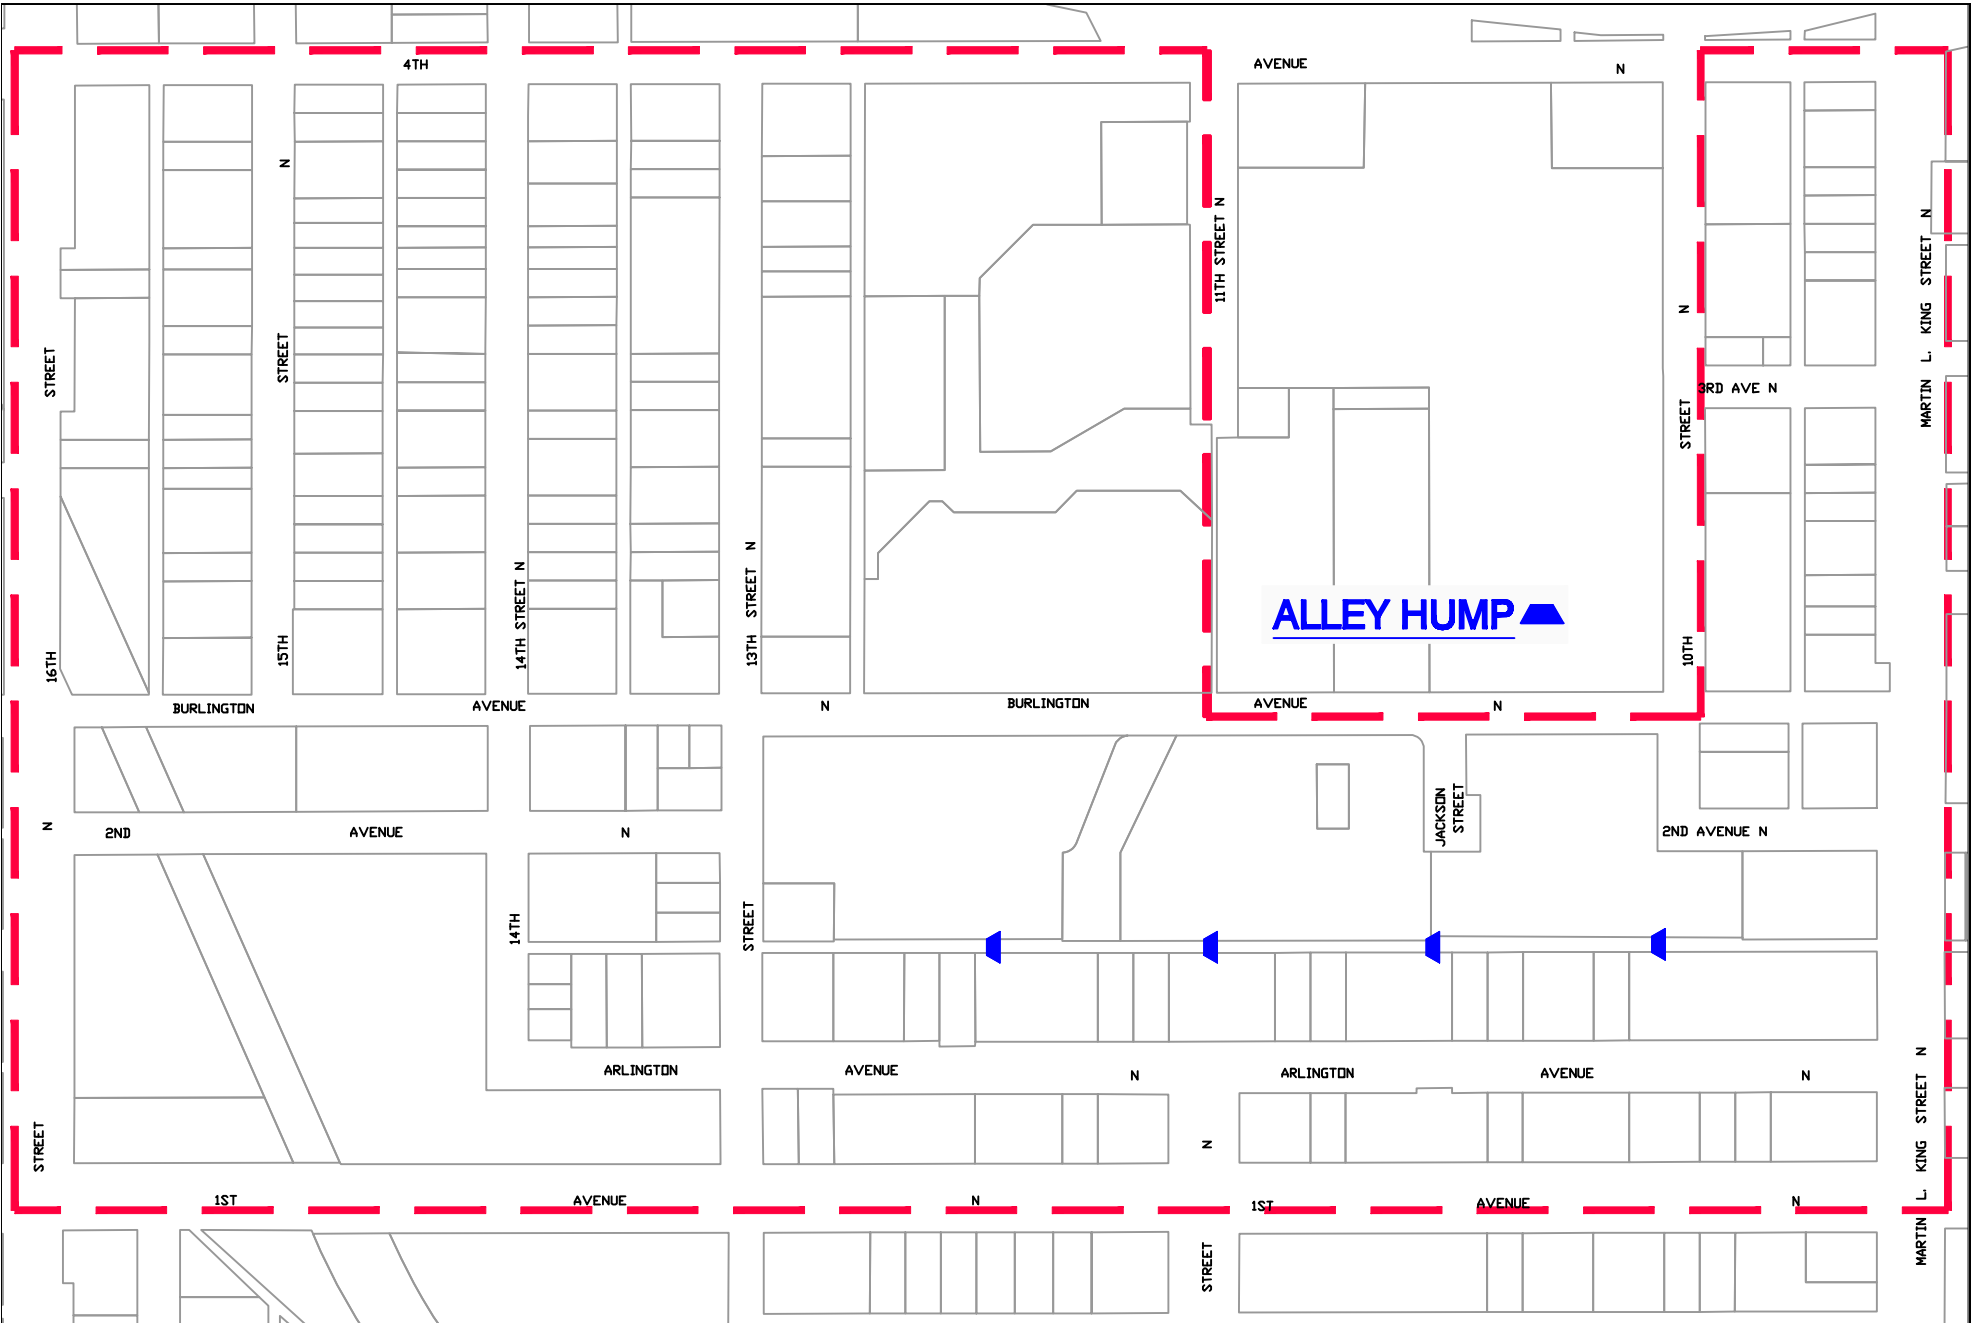 4TH
AVENUE
N
N
STREET
STREET
16TH
15TH
14TH STREET N
13TH STREET N
11TH STREET N
N
STREET
10TH
3RD AVE N
MARTIN L. KING STREET N
ALLEY HUMP
BURLINGTON
AVENUE
N
BURLINGTON
AVENUE
N
N
2ND
AVENUE
N
JACKSON
STREET
2ND AVENUE N
14TH
STREET
ARLINGTON
AVENUE
N
ARLINGTON
AVENUE
N
STREET
N
MARTIN L. KING STREET N
1ST
AVENUE
N
1ST
AVENUE
N
STREET